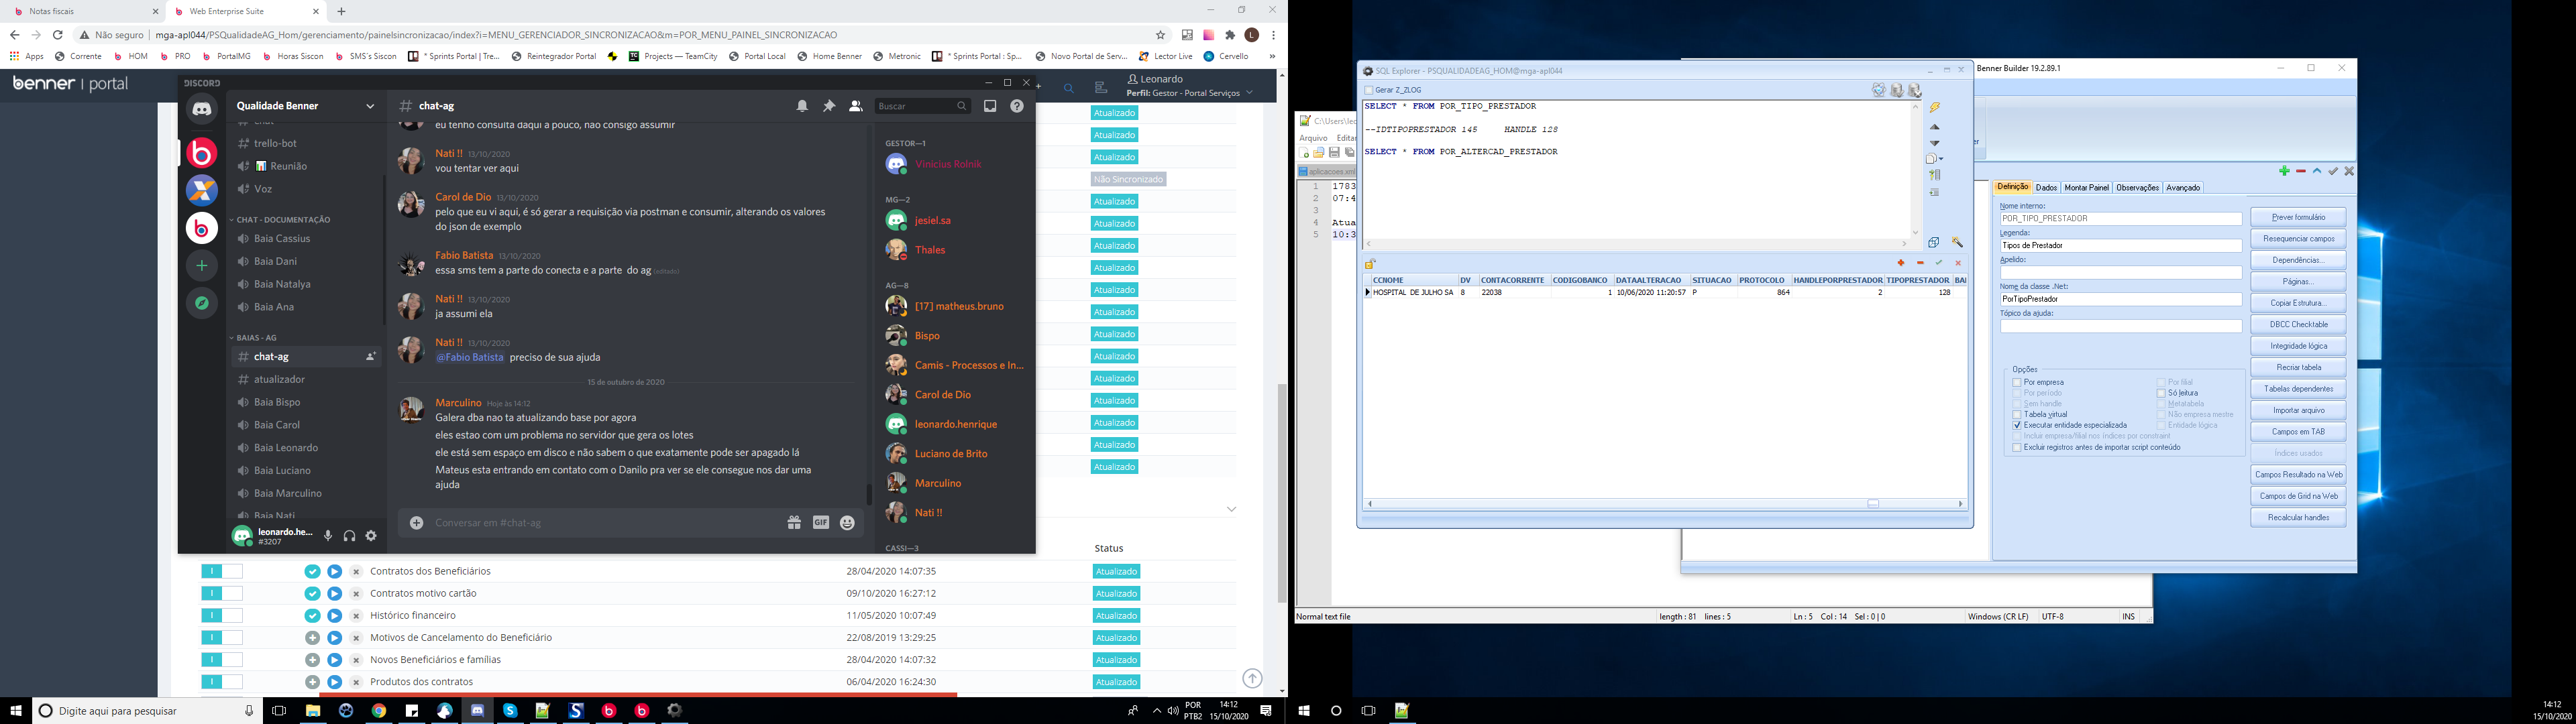 Notas fiscais
Web Enterprise Suite
Não seguro
mga-apl044/PSQualidadeAG_Hom/gerenciamento/painelsincronizacao/index?i=MENU_GERENCIADOR_SINCRONIZACAO&m=POR_MENU_PAINEL_SINCRONIZACAO
Apps Corrente HOM PRO PortalMG Horas Siscon SMS´s Siscon * Sprints Portal | Tre... Reintegrador Portal Projects — TeamCity Portal Local Home Benner Metronic * Sprints Portal : Sp... Novo Portal de Serv... Lector Live Cervello
benner | portal
Leonardo
Perfil: Gestor - Portal Serviços
Atualizado
Atualizado
Atualizado
Não Sincronizado
Atualizado
Atualizado
Atualizado
Atualizado
Atualizado
Atualizado
Atualizado
Atualizado
Atualizado
Atualizado
Atualizado
Atualizado
Atualizado
DISCORD
Qualidade Benner
chat
trello-bot
Reunião
Voz
CHAT - DOCUMENTAÇÃO
Baia Cassius
Baia Dani
Baia Natalya
Baia Ana
BAIAS - AG
chat-ag
atualizador
Baia Bispo
Baia Carol
Baia Leonardo
Baia Luciano
Baia Marculino
Baia Nati
leonardo.he...
#3207
# chat-ag
Buscar
eu tenho consulta daqui a pouco, nao consigo assumir
Nati !! 13/10/2020
vou tentar ver aqui
Carol de Dio 13/10/2020
pelo que eu vi aqui, é só gerar a requisição via postman e consumir, alterando os valores
do json de exemplo
Fabio Batista 13/10/2020
essa sms tem a parte do conecta e a parte do ag (editado)
Nati !! 13/10/2020
ja assumi ela
Nati !! 13/10/2020
@Fabio Batista preciso de sua ajuda
15 de outubro de 2020
Marculino Hoje às 14:12
Galera dba nao ta atualizando base por agora
eles estao com um problema no servidor que gera os lotes
ele está sem espaço em disco e não sabem o que exatamente pode ser apagado lá
Mateus esta entrando em contato com o Danilo pra ver se ele consegue nos dar uma
ajuda
Conversar em #chat-ag
GIF
GESTOR—1
Vinicius Rolnik
MG—2
jesiel.sa
Thales
AG—8
[17] matheus.bruno
Bispo
Camis - Processos e In...
Carol de Dio
leonardo.henrique
Luciano de Brito
Marculino
Nati !!
CASSI—3
Status
Contratos dos Beneficiários 28/04/2020 14:07:35 Atualizado
Contratos motivo cartão 09/10/2020 16:27:12 Atualizado
Histórico financeiro 11/05/2020 10:07:49 Atualizado
Motivos de Cancelamento do Beneficiário 22/08/2019 13:29:25 Atualizado
Novos Beneficiários e famílias 28/04/2020 14:07:32 Atualizado
Produtos dos contratos 06/04/2020 16:24:30 Atualizado
Digite aqui para pesquisar
POR
PTB2
14:12
15/10/2020
C:\Users\leo
Arquivo Editar
aplicacoes.xml
1 1783
2 07:4
3
4 Atua
5 10:3
Normal text file
length : 81 lines : 5
Ln : 5 Col : 14 Sel : 0 | 0
Windows (CR LF)
UTF-8
INS
SQL Explorer - PSQUALIDADEAG_HOM@mga-apl044
Gerar Z_ZLOG
SELECT * FROM POR_TIPO_PRESTADOR
--IDTIPOPRESTADOR 145 HANDLE 128
SELECT * FROM POR_ALTERCAD_PRESTADOR
CCNOME DV CONTACORRENTE CODIGOBANCO DATAALTERACAO SITUACAO PROTOCOLO HANDLEPORPRESTADOR TIPOPRESTADOR BAI
HOSPITAL DE JULHO SA 8 22038 1 10/06/2020 11:20:57 P 864 2 128
Benner Builder 19.2.89.1
Definição Dados Montar Painel Observações Avançado
Nome interno:
POR_TIPO_PRESTADOR
Legenda:
Tipos de Prestador
Apelido:
Nome da classe .Net:
PorTipoPrestador
Tópico da ajuda:
Opções
Por empresa
Por filial
Por período
Só leitura
Sem handle
Metatabela
Tabela virtual
Não empresa mestre
Executar entidade especializada
Entidade lógica
Incluir empresa/filial nos índices por constraint
Excluir registros antes de importar script conteúdo
Prever formulário
Resequenciar campos
Dependências...
Páginas...
Copiar Estrutura...
DBCC Checktable
Integridade lógica
Recriar tabela
Tabelas dependentes
Importar arquivo
Campos em TAB
Índices usados
Campos Resultado na Web
Campos de Grid na Web
Recalcular handles
14:12
15/10/2020